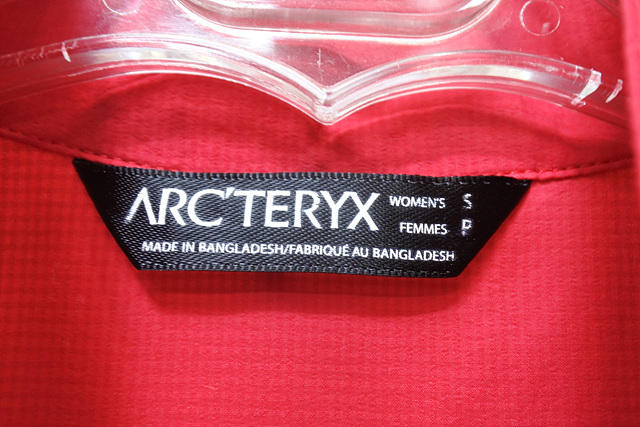 ARC'TERYX WOMEN'S S
FEMMES P
MADE IN BANGLADESH/FABRIQUÉ AU BANGLADESH